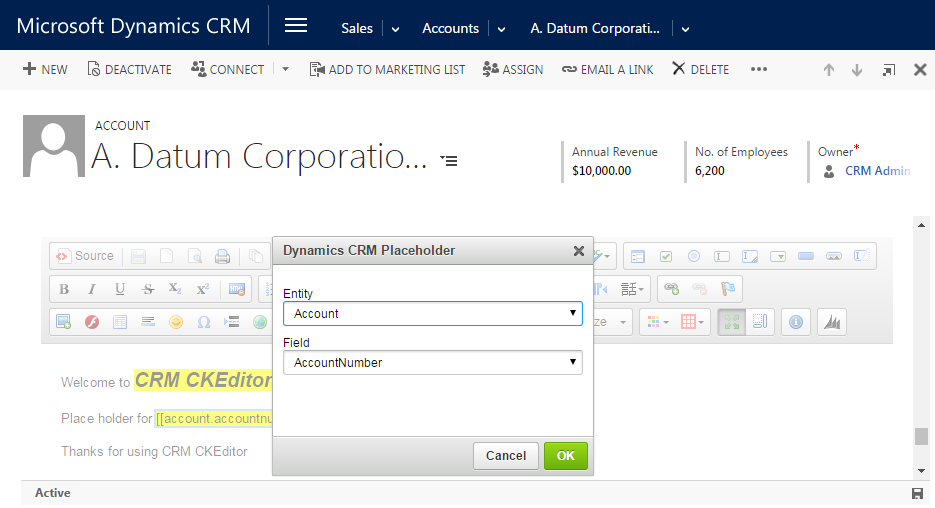 Microsoft Dynamics CRM Sales Accounts A. Datum Corporati...
NEW DEACTIVATE CONNECT ADD TO MARKETING LIST ASSIGN EMAIL A LINK DELETE
ACCOUNT
A. Datum Corporatio...
Annual Revenue No. of Employees Owner*
$10,000.00 6,200 CRM Admin
Source
B I U S X₂ X²
話
Dynamics CRM Placeholder
Entity
Account
Field
AccountNumber
Cancel OK
Welcome to CRM CKEditor
Place holder for [[account.accountnu
Thanks for using CRM CKEditor
Active